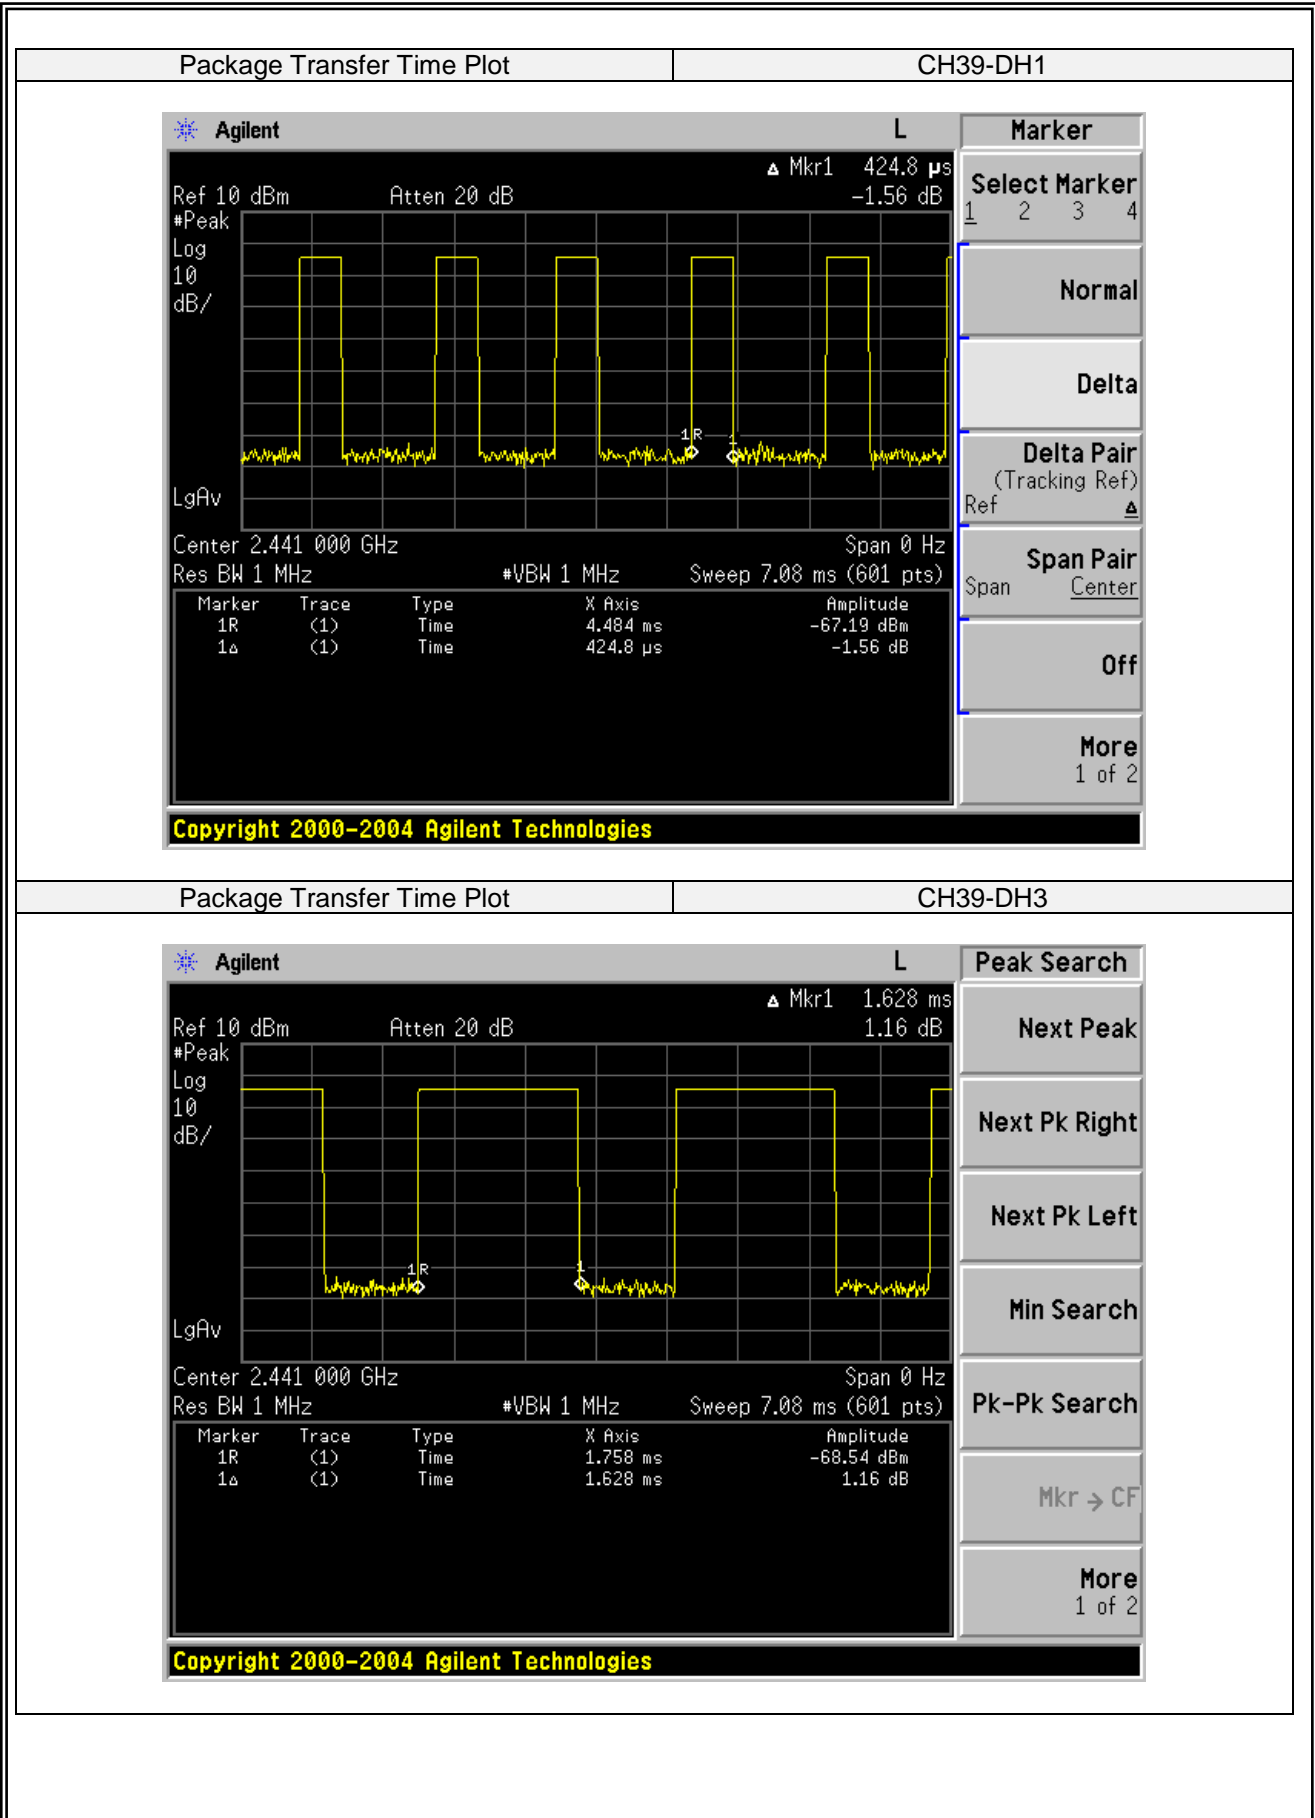 Package Transfer Time Plot CH39-DH1
Agilent L Marker
Δ Mkr1 424.8 µs
Ref 10 dBm Atten 20 dB -1.56 dB
#Peak
Log
10
dB/
1R 1
LgAv
Center 2.441 000 GHz Span 0 Hz
Res BW 1 MHz #VBW 1 MHz Sweep 7.08 ms (601 pts)
Marker Trace Type X Axis Amplitude
1R (1) Time 4.484 ms -67.19 dBm
1Δ (1) Time 424.8 µs -1.56 dB
Select Marker
1 2 3 4
Normal
Delta
Delta Pair
(Tracking Ref)
Ref Δ
Span Pair
Span Center
Off
More
1 of 2
Copyright 2000-2004 Agilent Technologies
Package Transfer Time Plot CH39-DH3
Agilent L Peak Search
Δ Mkr1 1.628 ms
Ref 10 dBm Atten 20 dB 1.16 dB
#Peak
Log
10
dB/
1R 1
LgAv
Center 2.441 000 GHz Span 0 Hz
Res BW 1 MHz #VBW 1 MHz Sweep 7.08 ms (601 pts)
Marker Trace Type X Axis Amplitude
1R (1) Time 1.758 ms -68.54 dBm
1Δ (1) Time 1.628 ms 1.16 dB
Next Peak
Next Pk Right
Next Pk Left
Min Search
Pk-Pk Search
Mkr → CF
More
1 of 2
Copyright 2000-2004 Agilent Technologies